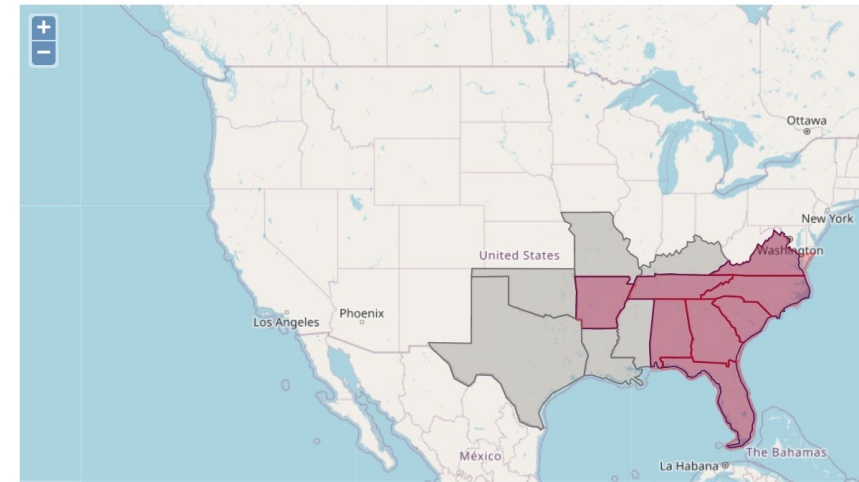 +
−
Ottawa
New York
Washington
United States
Phoenix
Los Angeles
The Bahamas
México
La Habana